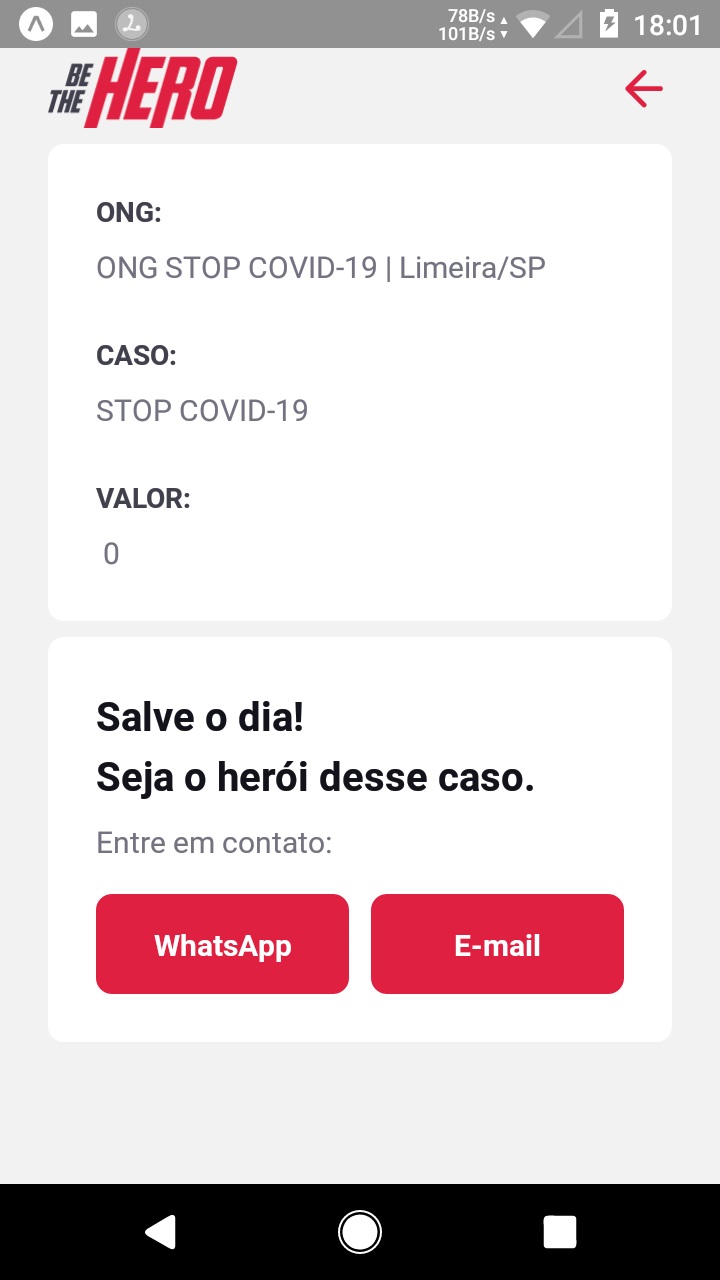 78B/s
101B/s
18:01
BE
THE
HERO
ONG:
ONG STOP COVID-19 | Limeira/SP
CASO:
STOP COVID-19
VALOR:
0
Salve o dia!
Seja o herói desse caso.
Entre em contato:
WhatsApp
E-mail